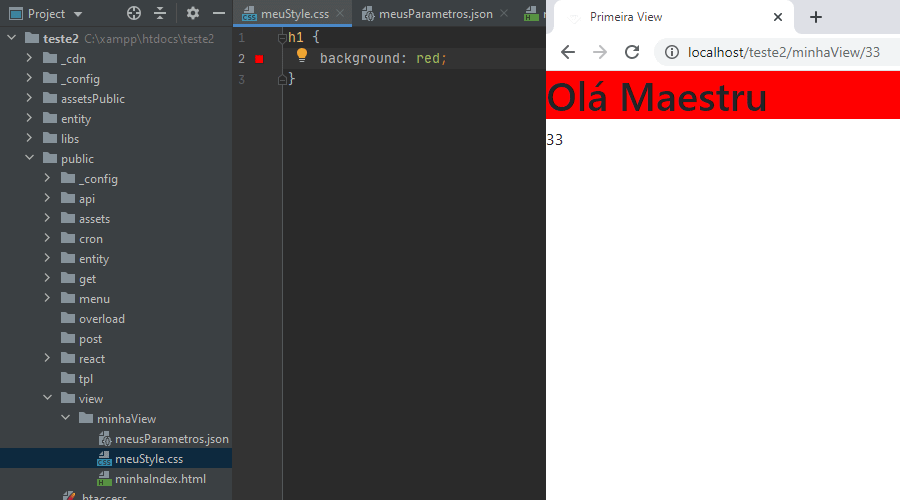 Project
teste2 C:\xampp\htdocs\teste2
_cdn
_config
assetsPublic
entity
libs
public
_config
api
assets
cron
entity
get
menu
overload
post
react
tpl
view
minhaView
meusParametros.json
meuStyle.css
minhaIndex.html
.htaccess
meuStyle.css
meusParametros.json
1 h1 {
2 background: red;
3 }
Primeira View
localhost/teste2/minhaView/33
Olá Maestru
33